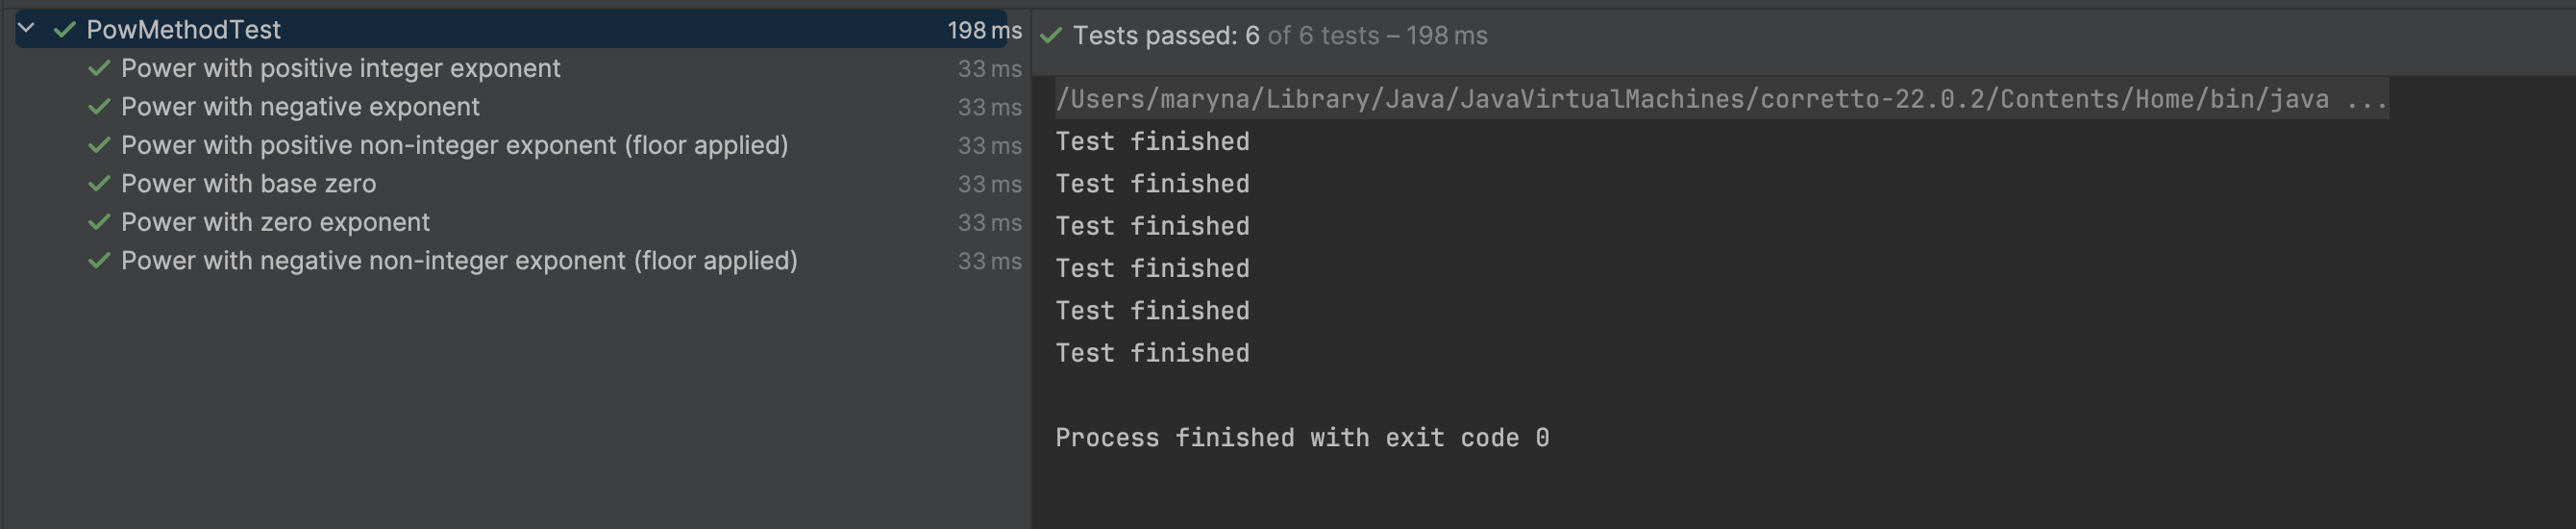 PowMethodTest 198 ms
Power with positive integer exponent 33 ms
Power with negative exponent 33 ms
Power with positive non-integer exponent (floor applied) 33 ms
Power with base zero 33 ms
Power with zero exponent 33 ms
Power with negative non-integer exponent (floor applied) 33 ms
Tests passed: 6 of 6 tests – 198 ms
/Users/maryna/Library/Java/JavaVirtualMachines/corretto-22.0.2/Contents/Home/bin/java ...
Test finished
Test finished
Test finished
Test finished
Test finished
Test finished
Process finished with exit code 0